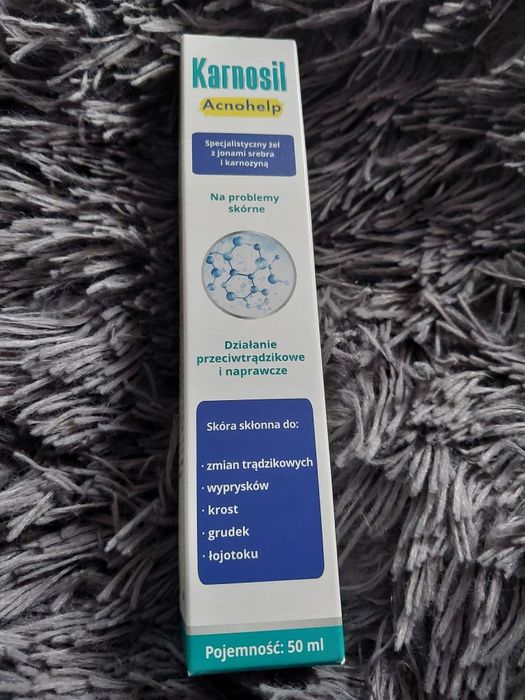 Karnosil
Acnohelp
Specjalistyczny żel
z jonami srebra
i karnozyną
Na problemy
skórne
Działanie
przeciwtrądzikowe
i naprawcze
Skóra skłonna do:
· zmian trądzikowych
· wyprysków
· krost
· grudek
· łojotoku
Pojemność: 50 ml